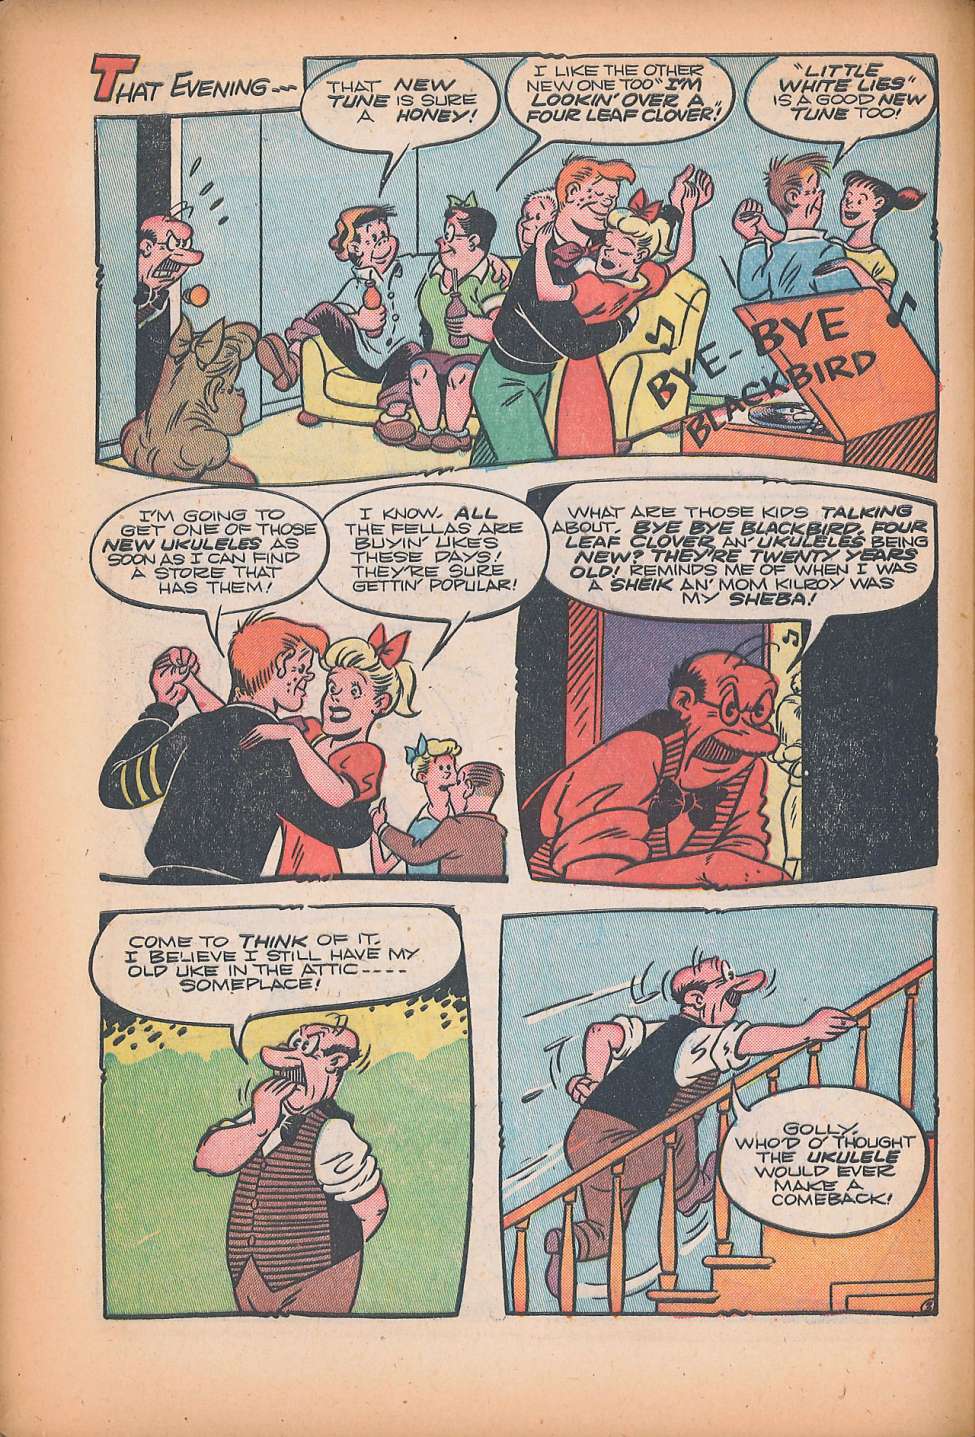 THAT EVENING--
THAT NEW
TUNE IS SURE
A HONEY!
I LIKE THE OTHER
NEW ONE TOO "I'M
LOOKIN' OVER A
FOUR LEAF CLOVER"!
"LITTLE
WHITE LIES"
IS A GOOD NEW
TUNE TOO!
BYE-BYE
BLACKBIRD
I'M GOING TO
GET ONE OF THOSE
NEW UKULELES AS
SOON AS I CAN FIND
A STORE THAT
HAS THEM!
I KNOW. ALL
THE FELLAS ARE
BUYIN' UKES
THESE DAYS!
THEY'RE SURE
GETTIN' POPULAR!
WHAT ARE THOSE KIDS TALKING
ABOUT. BYE BYE BLACKBIRD, FOUR
LEAF CLOVER AN' UKULELES BEING
NEW? THEY'RE TWENTY YEARS
OLD! REMINDS ME OF WHEN I WAS
A SHEIK AN' MOM KILROY WAS
MY SHEBA!
COME TO THINK OF IT.
I BELIEVE I STILL HAVE MY
OLD UKE IN THE ATTIC----
SOMEPLACE!
GOLLY.
WHO'D O' THOUGHT
THE UKULELE
WOULD EVER
MAKE A
COMEBACK!